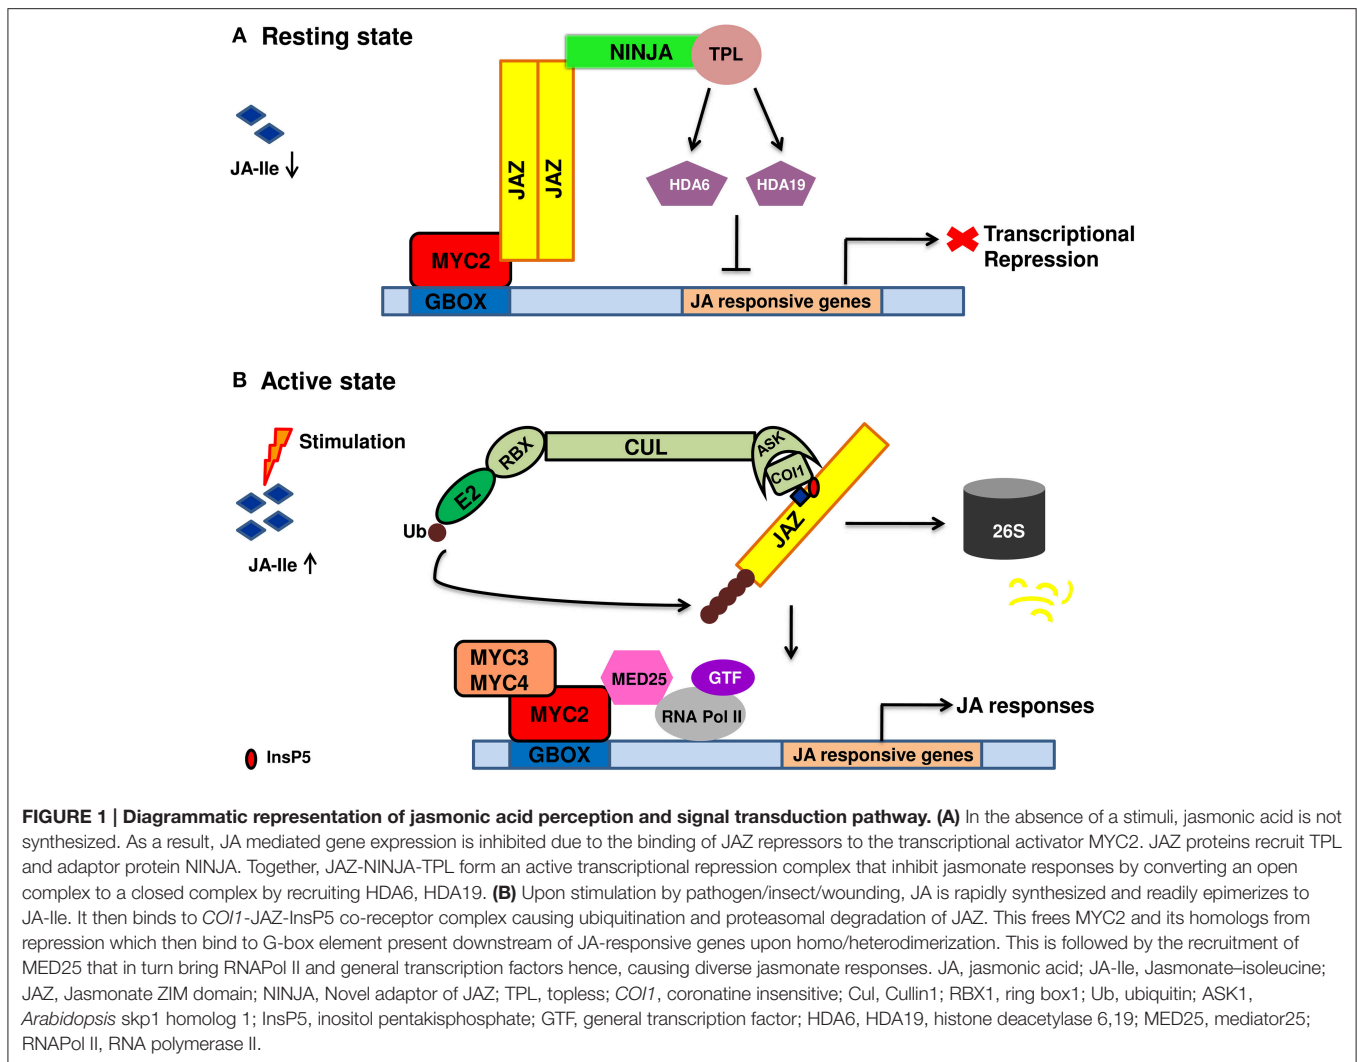 A Resting state
NINJA
TPL
JAZ
JAZ
JA-Ile
HDA6
HDA19
MYC2
GBOX
JA responsive genes
Transcriptional
Repression
B Active state
Stimulation
JA-Ile
Ub
E2
RBX
CUL
ASK
COI1
JAZ
26S
MYC3
MYC4
MYC2
GBOX
MED25
GTF
RNA Pol II
JA responsive genes
JA responses
InsP5
FIGURE 1 | Diagrammatic representation of jasmonic acid perception and signal transduction pathway. (A) In the absence of a stimuli, jasmonic acid is not
synthesized. As a result, JA mediated gene expression is inhibited due to the binding of JAZ repressors to the transcriptional activator MYC2. JAZ proteins recruit TPL
and adaptor protein NINJA. Together, JAZ-NINJA-TPL form an active transcriptional repression complex that inhibit jasmonate responses by converting an open
complex to a closed complex by recruiting HDA6, HDA19. (B) Upon stimulation by pathogen/insect/wounding, JA is rapidly synthesized and readily epimerizes to
JA-Ile. It then binds to COI1-JAZ-InsP5 co-receptor complex causing ubiquitination and proteasomal degradation of JAZ. This frees MYC2 and its homologs from
repression which then bind to G-box element present downstream of JA-responsive genes upon homo/heterodimerization. This is followed by the recruitment of
MED25 that in turn bring RNAPol II and general transcription factors hence, causing diverse jasmonate responses. JA, jasmonic acid; JA-Ile, Jasmonate–isoleucine;
JAZ, Jasmonate ZIM domain; NINJA, Novel adaptor of JAZ; TPL, topless; COI1, coronatine insensitive; Cul, Cullin1; RBX1, ring box1; Ub, ubiquitin; ASK1,
Arabidopsis skp1 homolog 1; InsP5, inositol pentakisphosphate; GTF, general transcription factor; HDA6, HDA19, histone deacetylase 6,19; MED25, mediator25;
RNAPol II, RNA polymerase II.